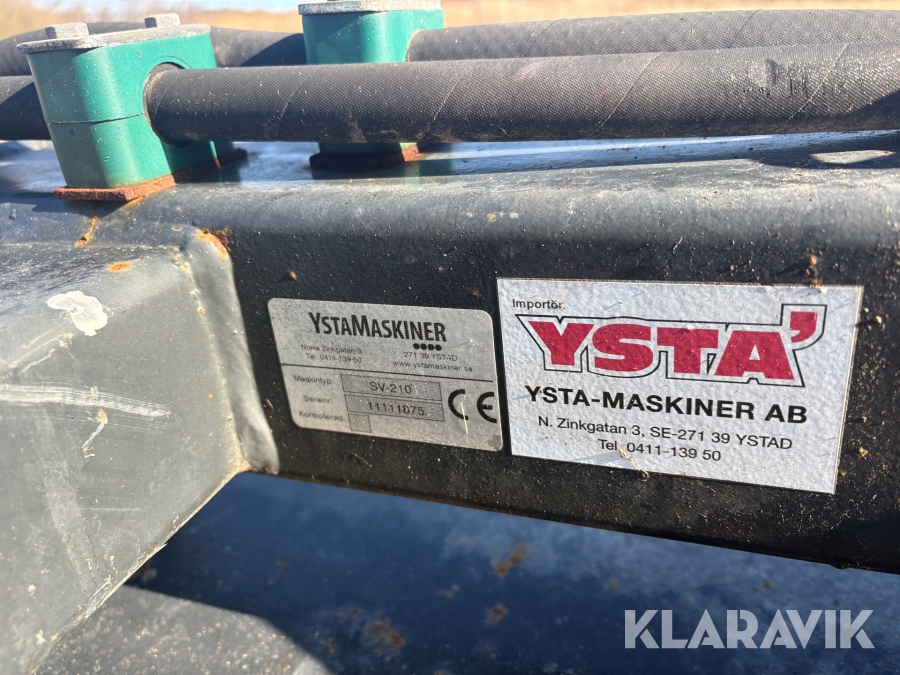 YSTAMASKINER
Norra Zinkgatan 3 271 39 YSTAD
Tel. 0411-139 50 www.ystamaskiner.se
Maskintyp: SV-210
Serienr: 11111875
Kontrollerad:
CE
Importör:
YSTA'
YSTA-MASKINER AB
N. Zinkgatan 3, SE-271 39 YSTAD
Tel 0411-139 50
KLARAVIK